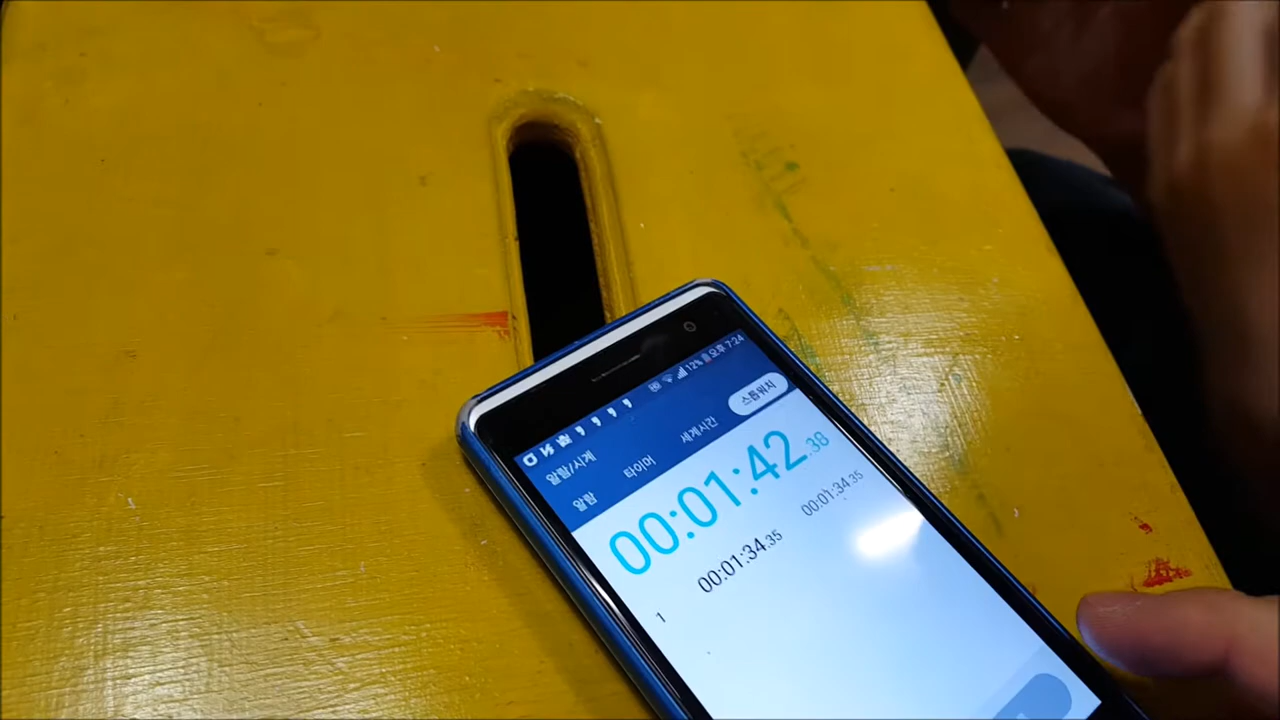 12% 오후 7:24
알람/시계
알람 타이머 세계시간 스톱워치
00:01:42.38
1 00:01:34.35 00:01:34.35